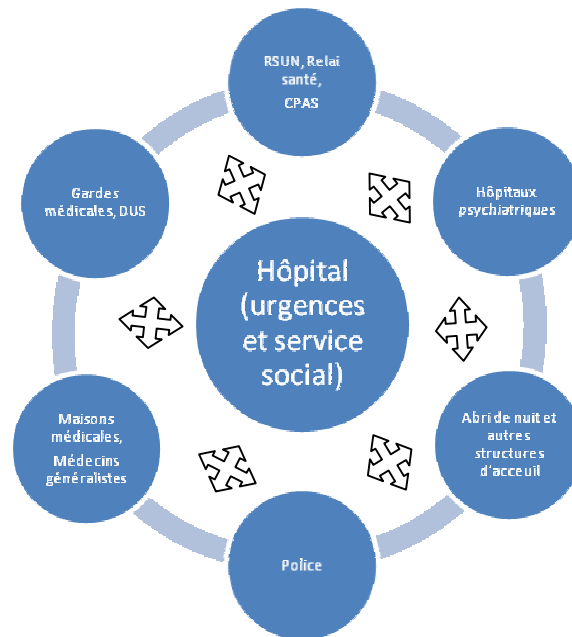 RSUN, Relai
santé,
CPAS
Gardes
médicales, DUS
Hôpitaux
psychiatriques
Hôpital
(urgences
et service
social)
Maisons
médicales,
Médecins
généralistes
Abri de nuit et
autres
structures
d'acceuil
Police